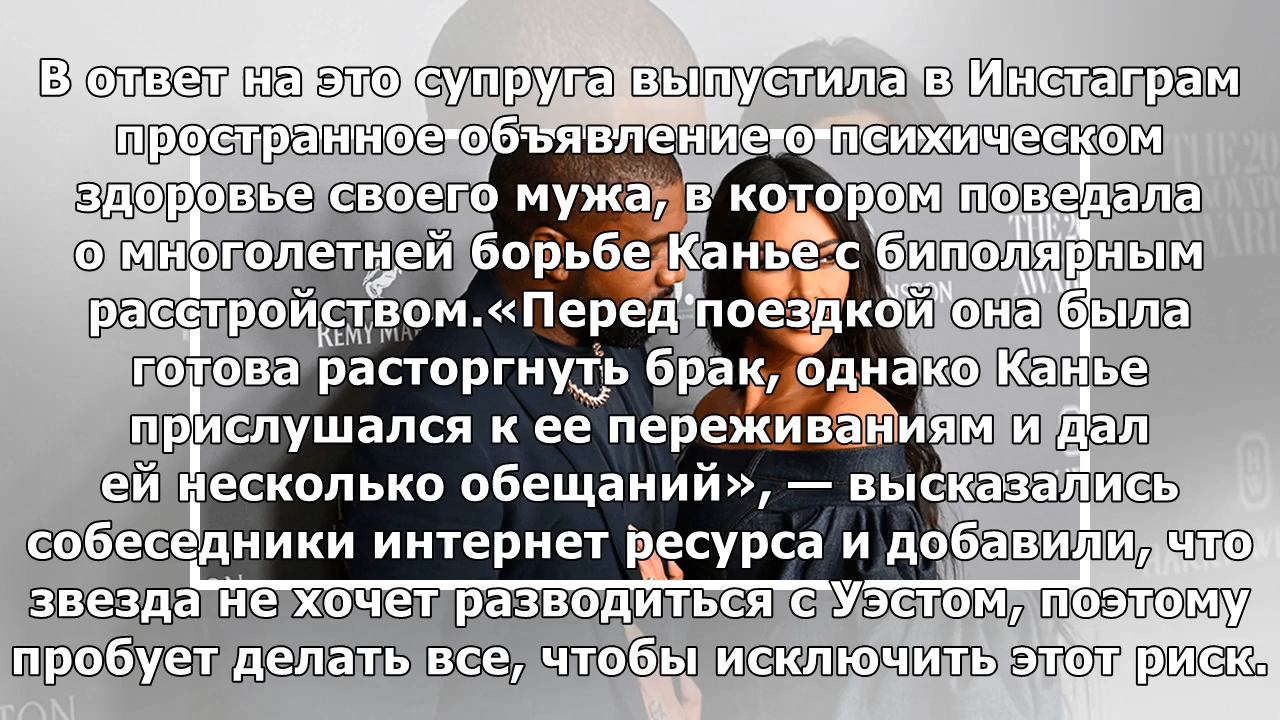 В ответ на это супруга выпустила в Инстаграм
пространное объявление о психическом
здоровье своего мужа, в котором поведала
о многолетней борьбе Канье с биполярным
расстройством.«Перед поездкой она была
готова расторгнуть брак, однако Канье
прислушался к ее переживаниям и дал
ей несколько обещаний», — высказались
собеседники интернет ресурса и добавили, что
звезда не хочет разводиться с Уэстом, поэтому
пробует делать все, чтобы исключить этот риск.